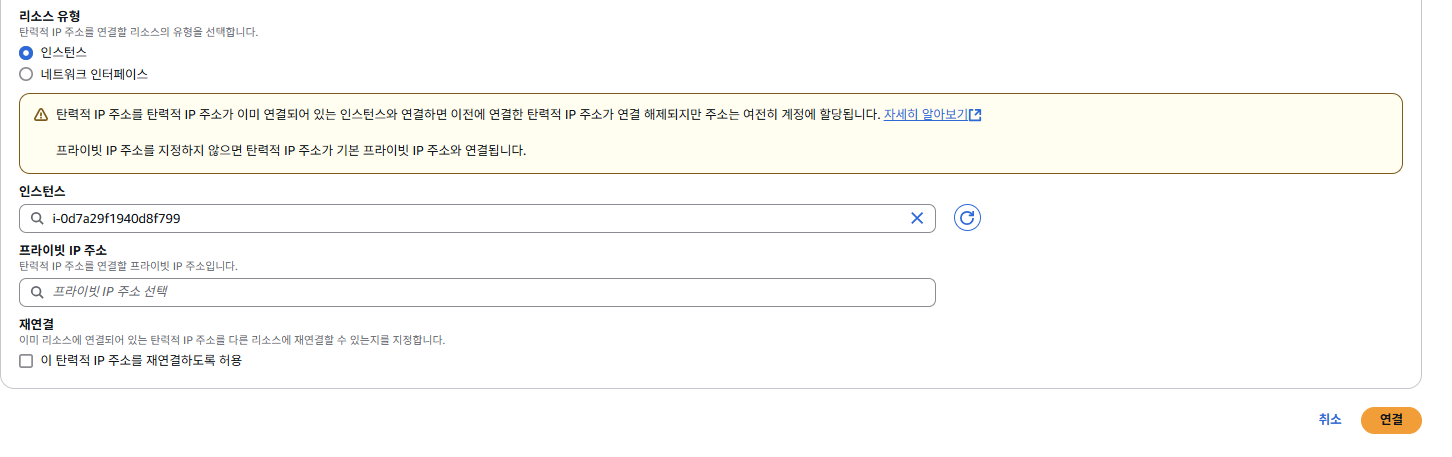 리소스 유형
탄력적 IP 주소를 연결할 리소스의 유형을 선택합니다.
인스턴스
네트워크 인터페이스
탄력적 IP 주소를 탄력적 IP 주소가 이미 연결되어 있는 인스턴스와 연결하면 이전에 연결한 탄력적 IP 주소가 연결 해제되지만 주소는 여전히 계정에 할당됩니다. 자세히 알아보기
프라이빗 IP 주소를 지정하지 않으면 탄력적 IP 주소가 기본 프라이빗 IP 주소와 연결됩니다.
인스턴스
i-0d7a29f1940d8f799
프라이빗 IP 주소
탄력적 IP 주소를 연결할 프라이빗 IP 주소입니다.
프라이빗 IP 주소 선택
재연결
이미 리소스에 연결되어 있는 탄력적 IP 주소를 다른 리소스에 재연결할 수 있는지를 지정합니다.
이 탄력적 IP 주소를 재연결하도록 허용
취소
연결